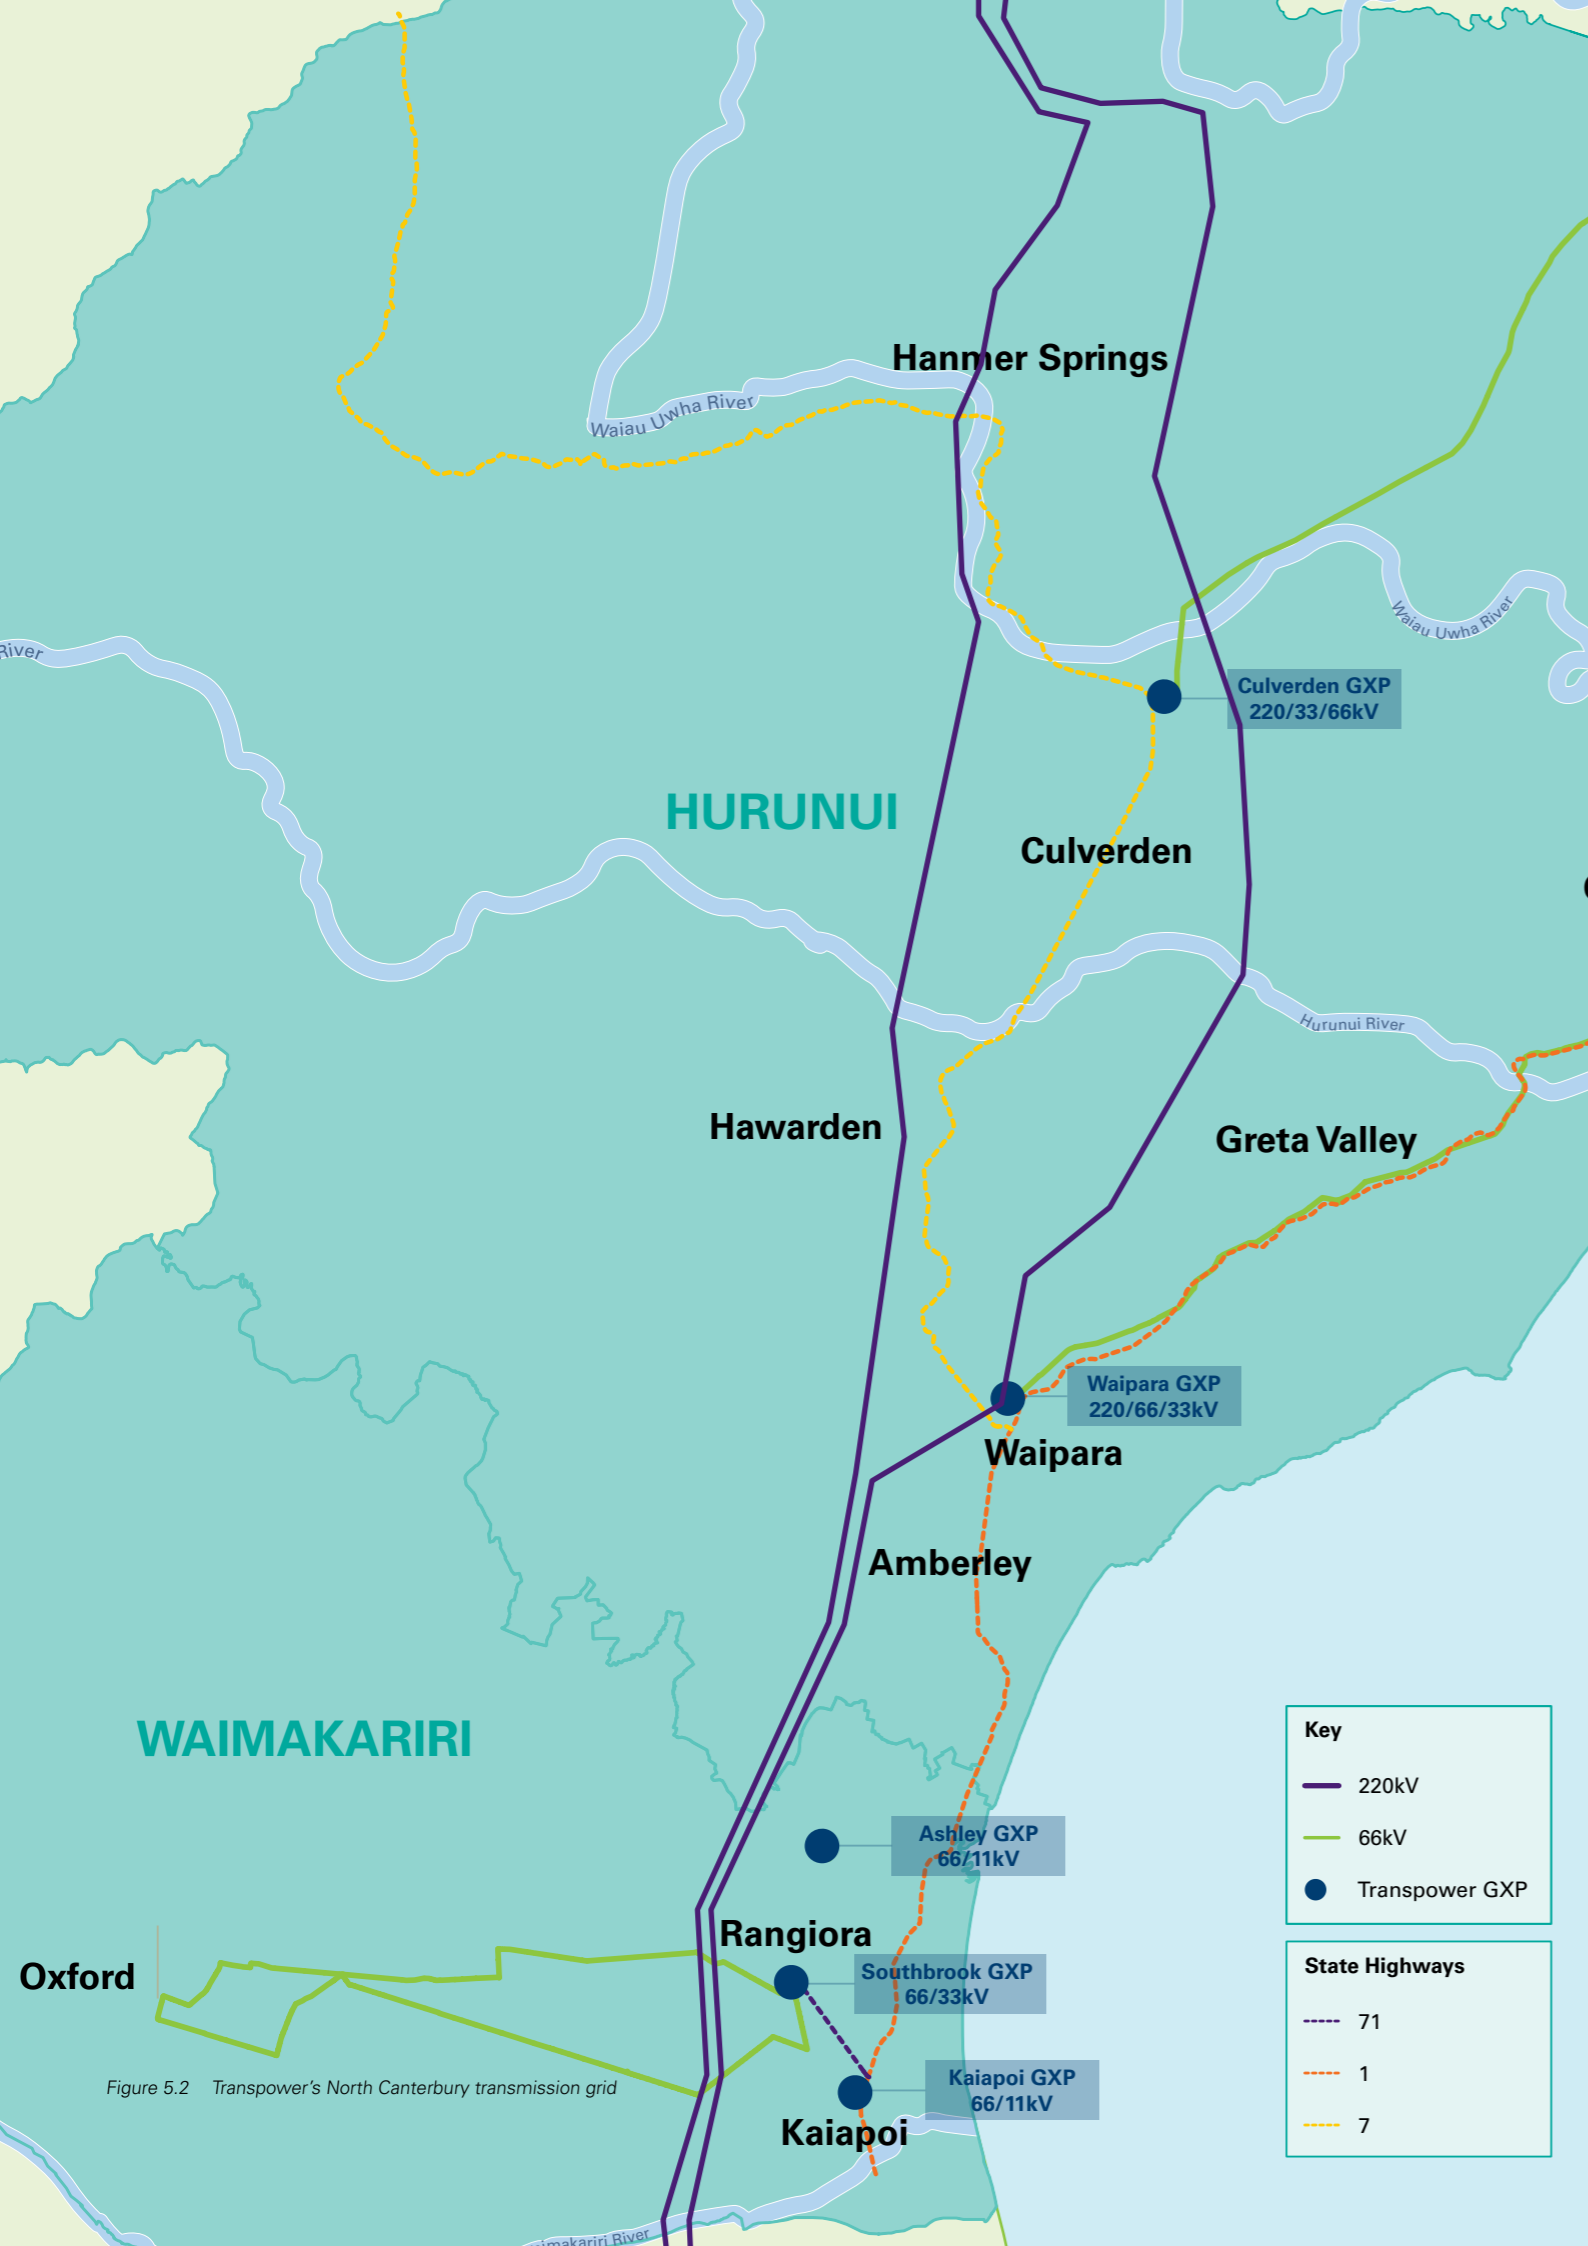 Hanmer Springs
Waiau Uwha River
Waiau Uwha River
River
Culverden GXP
220/33/66kV
HURUNUI
Culverden
Hurunui River
Hawarden
Greta Valley
Waipara GXP
220/66/33kV
Waipara
Amberley
WAIMAKARIRI
Ashley GXP
66/11kV
Rangiora
Oxford
Southbrook GXP
66/33kV
Kaiapoi GXP
66/11kV
Figure 5.2 Transpower's North Canterbury transmission grid
Kaiapoi
imakariri River
Key
220kV
66kV
Transpower GXP
State Highways
71
1
7